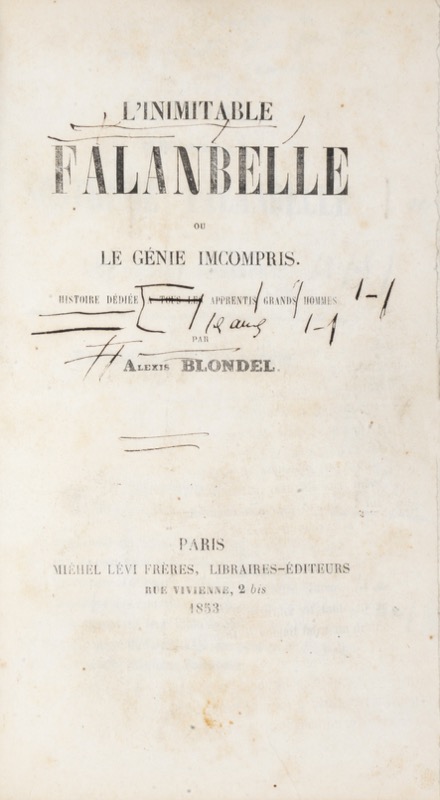 L'INIMITABLE
FALANBELLE
OU
LE GÉNIE IMCOMPRIS.
HISTOIRE DÉDIÉE A TOUS LES APPRENTIS GRANDS HOMMES
PAR
ALEXIS BLONDEL.
PARIS
MICHEL LÉVI FRÈRES, LIBRAIRES-ÉDITEURS
RUE VIVIENNE, 2 bis
1853